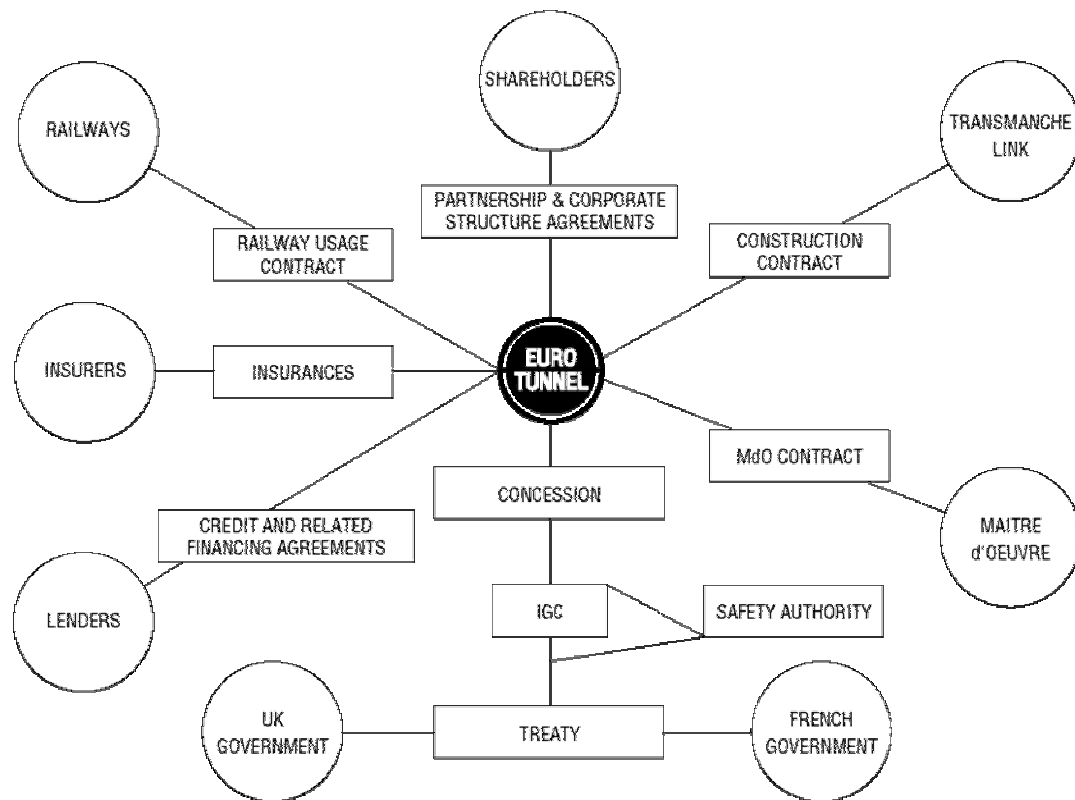 SHAREHOLDERS
RAILWAYS
TRANSMANCHE
LINK
PARTNERSHIP & CORPORATE
STRUCTURE AGREEMENTS
RAILWAY USAGE
CONTRACT
CONSTRUCTION
CONTRACT
EURO
TUNNEL
INSURERS
INSURANCES
MdO CONTRACT
CONCESSION
CREDIT AND RELATED
FINANCING AGREEMENTS
MAITRE
d'OEUVRE
LENDERS
IGC
SAFETY AUTHORITY
UK
GOVERNMENT
TREATY
FRENCH
GOVERNMENT